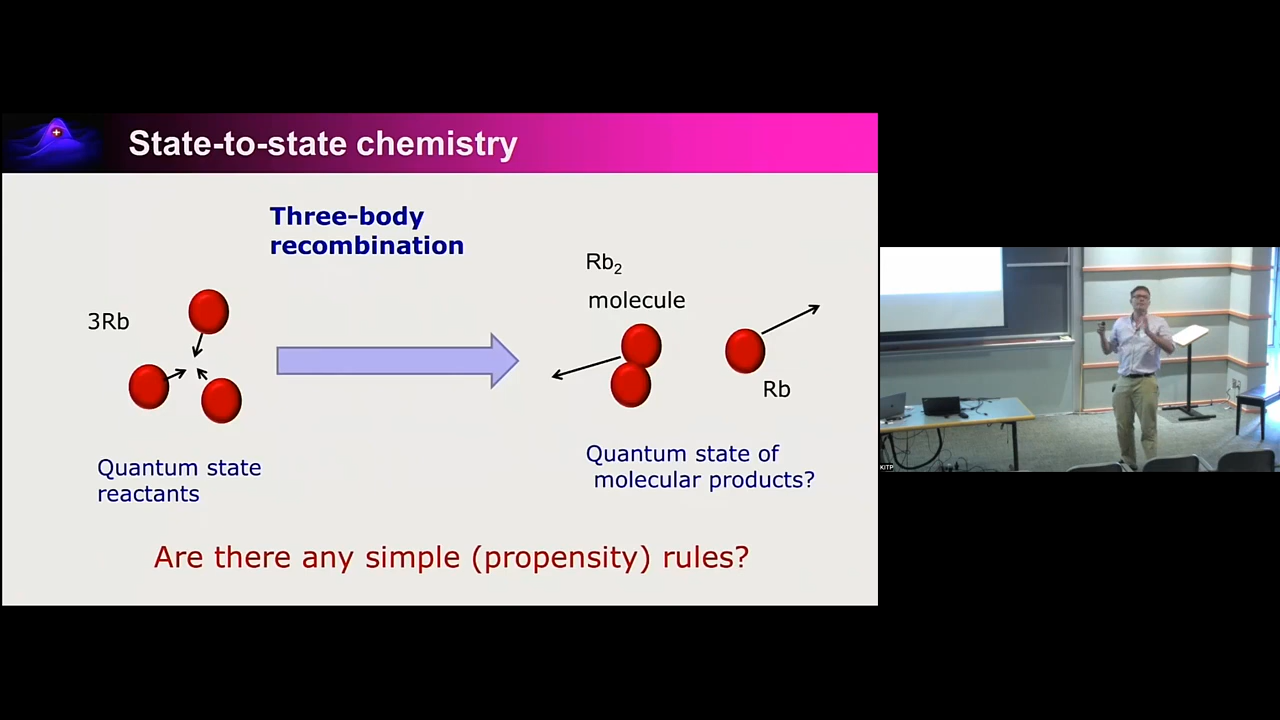 State-to-state chemistry
Three-body
recombination
3Rb
Rb₂
molecule
Rb
Quantum state
reactants
Quantum state of
molecular products?
Are there any simple (propensity) rules?
KITP